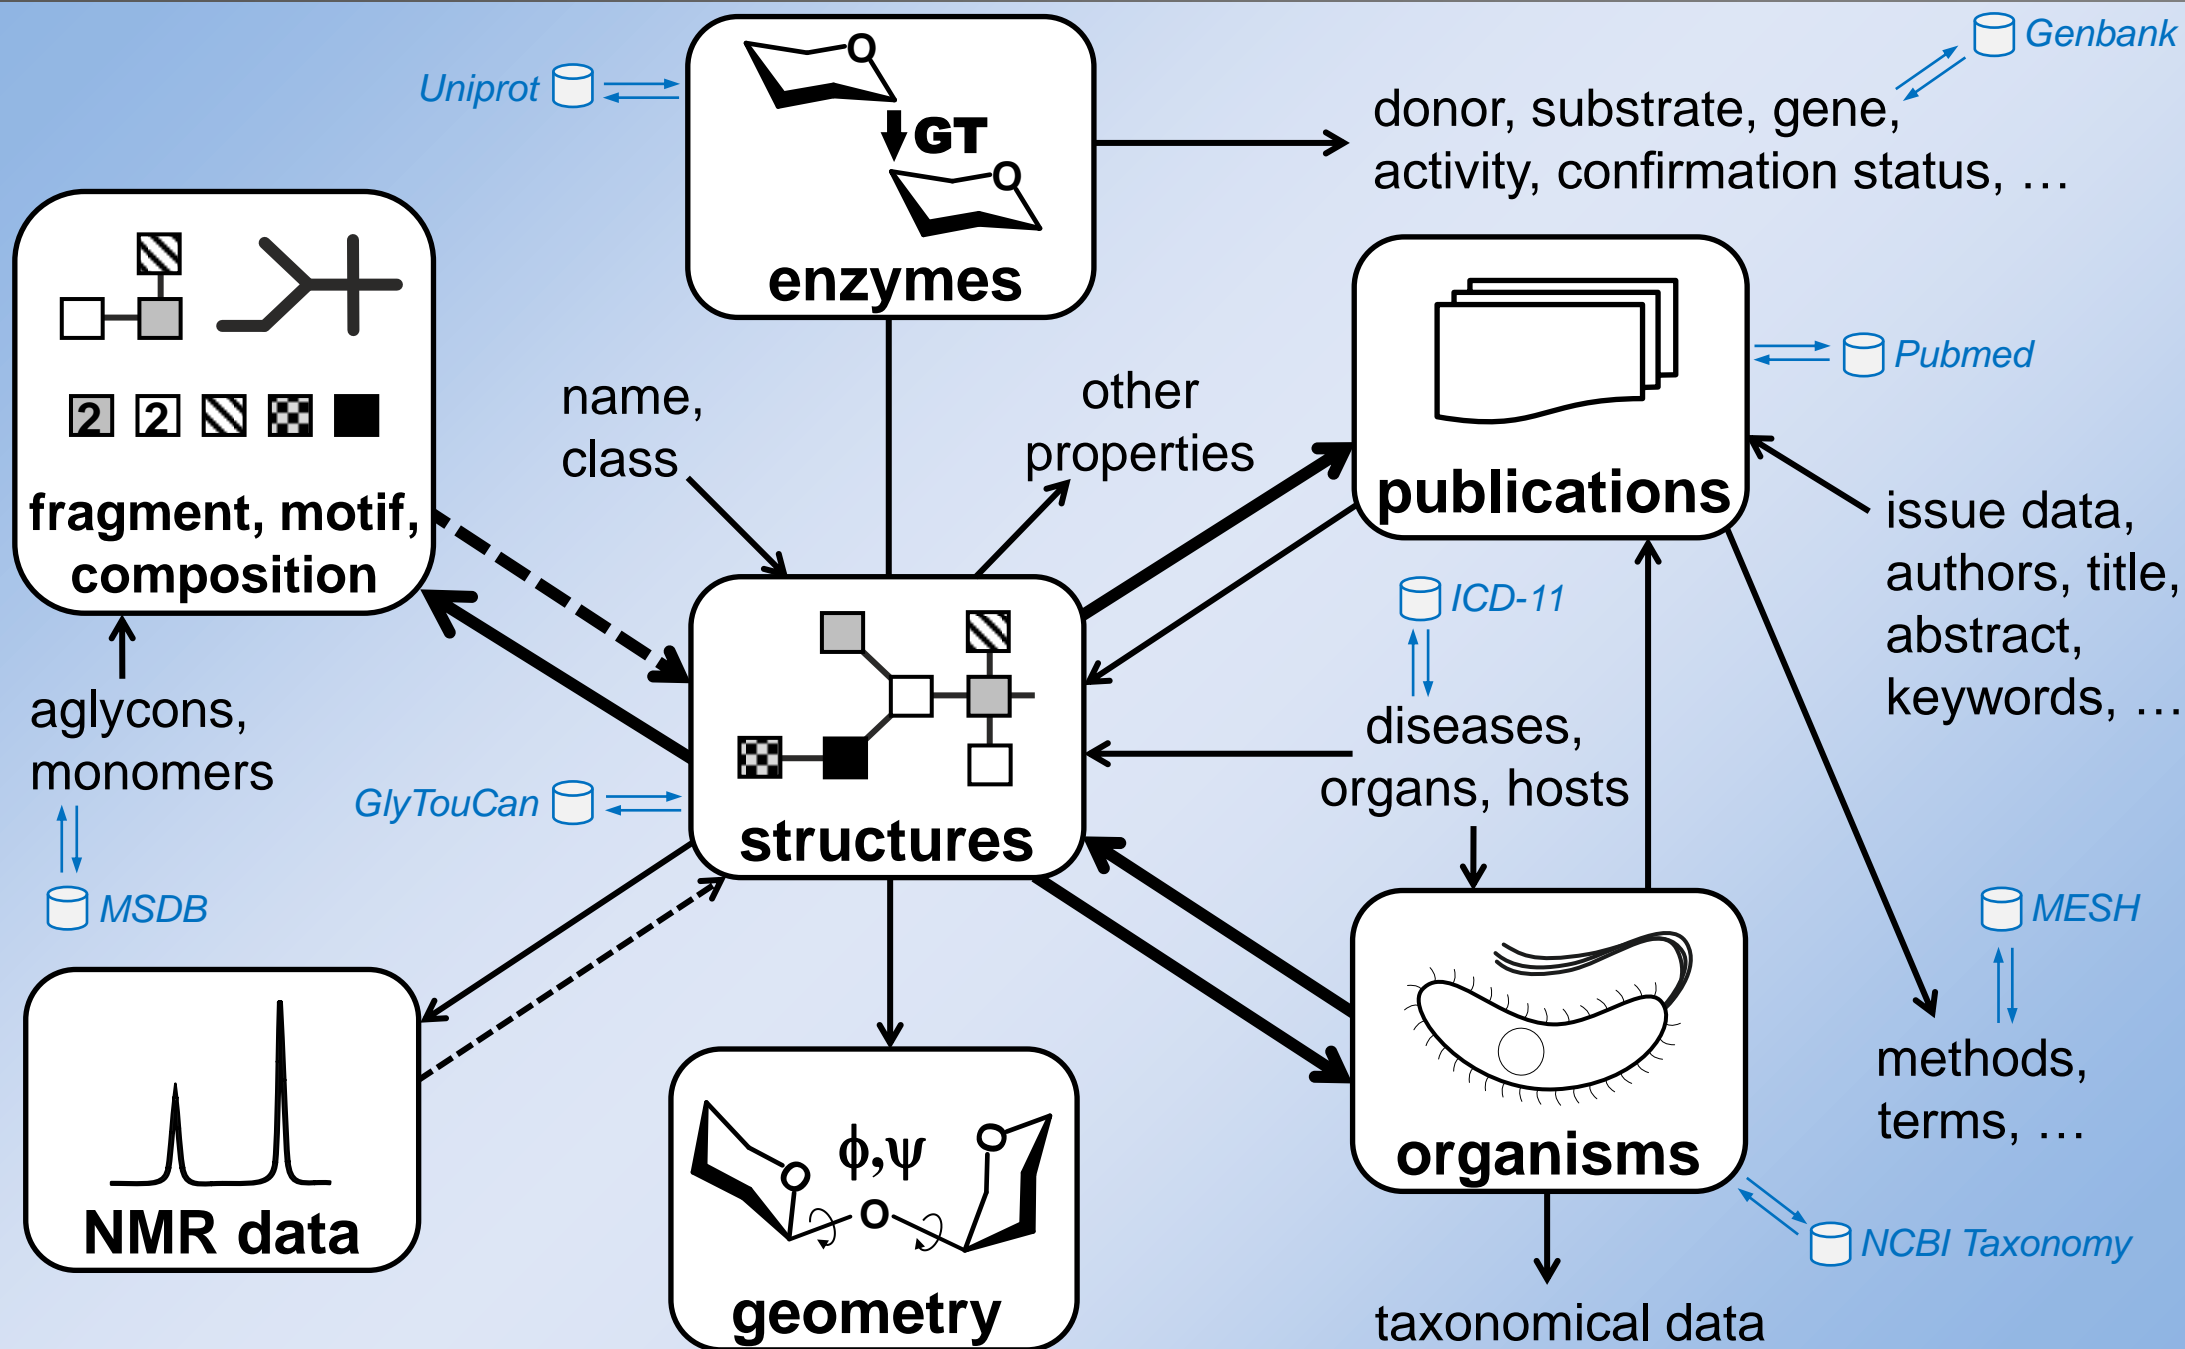 Genbank
Uniprot
O
GT
O
enzymes
donor, substrate, gene,
activity, confirmation status, …
2 2
fragment, motif,
composition
name,
class
other
properties
publications
Pubmed
issue data,
authors, title,
abstract,
keywords, …
ICD-11
diseases,
organs, hosts
aglycons,
monomers
GlyTouCan
structures
MSDB
MESH
methods,
terms, …
NMR data
O
ϕ,ψ
O
O
geometry
organisms
NCBI Taxonomy
taxonomical data